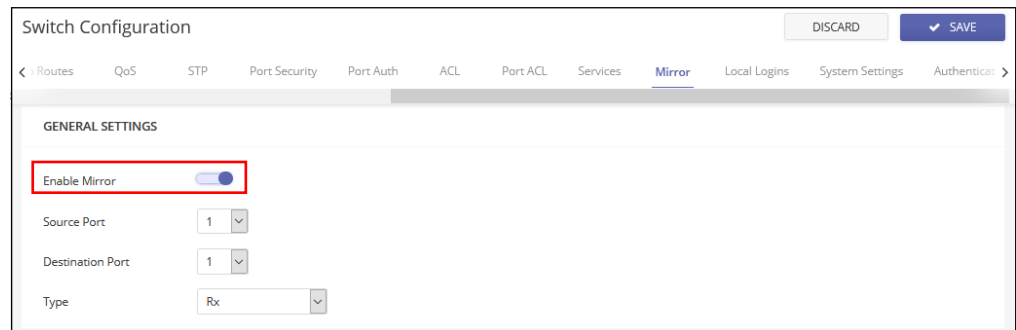 Switch Configuration
DISCARD
SAVE
Routes QoS STP Port Security Port Auth ACL Port ACL Services Mirror Local Logins System Settings Authenticat
GENERAL SETTINGS
Enable Mirror
Source Port 1
Destination Port 1
Type Rx